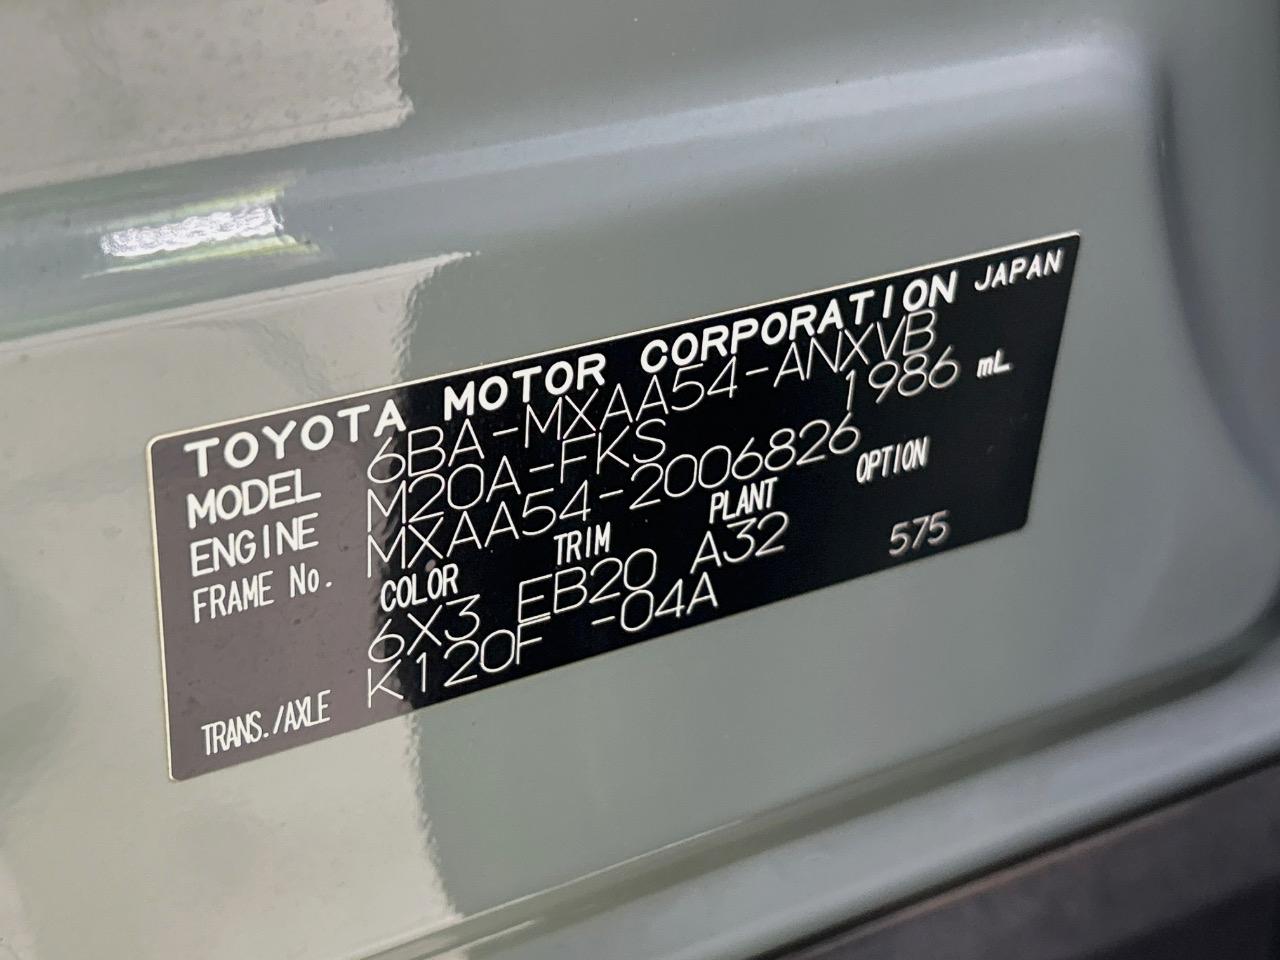 TOYOTA MOTOR CORPORATION JAPAN
MODEL 6BA-MXAA54-ANXVB
ENGINE M20A-FKS 1986 mL
FRAME No. MXAA54-2006826
COLOR TRIM PLANT OPTION
6X3 EB20 A32 575
TRANS./AXLE K120F -04A